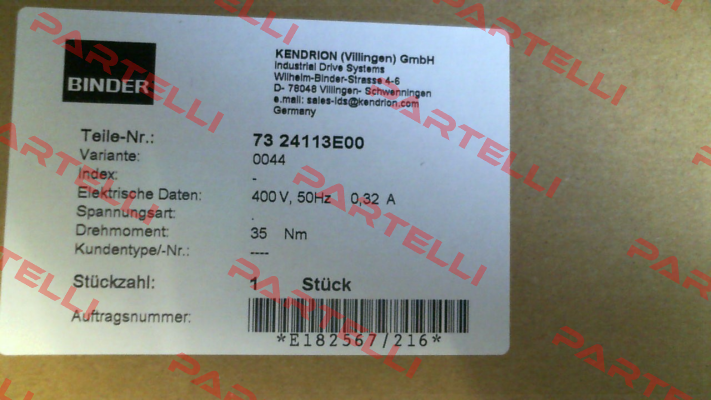 BINDER
KENDRION (Villingen) GmbH
Industrial Drive Systems
Wilhelm-Binder-Strasse 4-6
D- 78048 Villingen- Schwenningen
e.mail: sales-ids@kendrion.com
Germany
Teile-Nr.: 73 24113E00
Variante: 0044
Index: -
Elektrische Daten: 400 V, 50Hz 0,32 A
Spannungsart: .
Drehmoment: 35 Nm
Kundentype/-Nr.: ----
Stückzahl: 1 Stück
Auftragsnummer:
*E182567/216*
PARTELLI
PARTELLI
PARTELLI
PARTELLI
PARTELLI
PARTELLI
PARTELLI